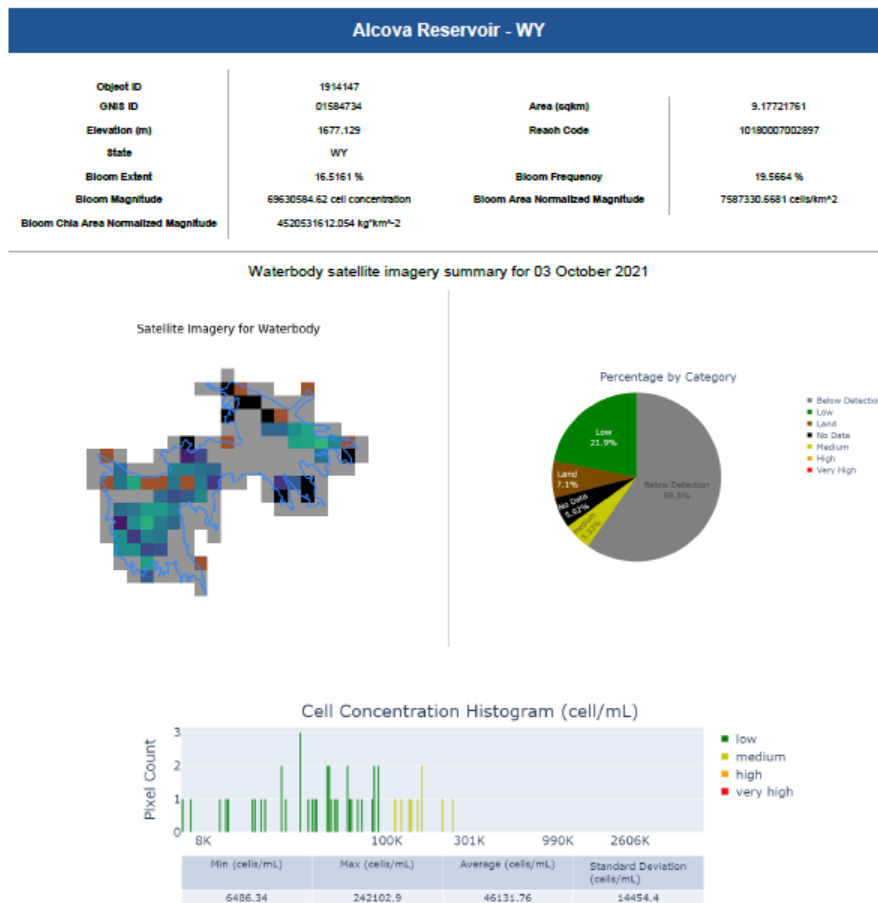 Alcova Reservoir - WY
Object ID 1914147
GNIS ID 01584734 Area (sqkm) 9.17721761
Elevation (m) 1677.129 Reach Code 10180007002897
State WY
Bloom Extent 16.5161 % Bloom Frequency 19.5664 %
Bloom Magnitude 69630584.62 cell concentration Bloom Area Normalized Magnitude 7587330.6681 cells/km^2
Bloom Chla Area Normalized Magnitude 4520531612.054 kg*km^-2
Waterbody satellite imagery summary for 03 October 2021
Satellite Imagery for Waterbody
Percentage by Category
Low
21.9%
Land
7.1%
No Data
Medium
Below Detection
59.8%
Below Detectio
Low
Land
No Data
Medium
High
Very High
Cell Concentration Histogram (cell/mL)
Pixel Count
3
2
1
0
8K 100K 301K 990K 2606K
low
medium
high
very high
Min (cells/mL) Max (cells/mL) Average (cells/mL) Standard Deviation
(cells/mL)
6486.34 242102.9 46131.76 14454.4